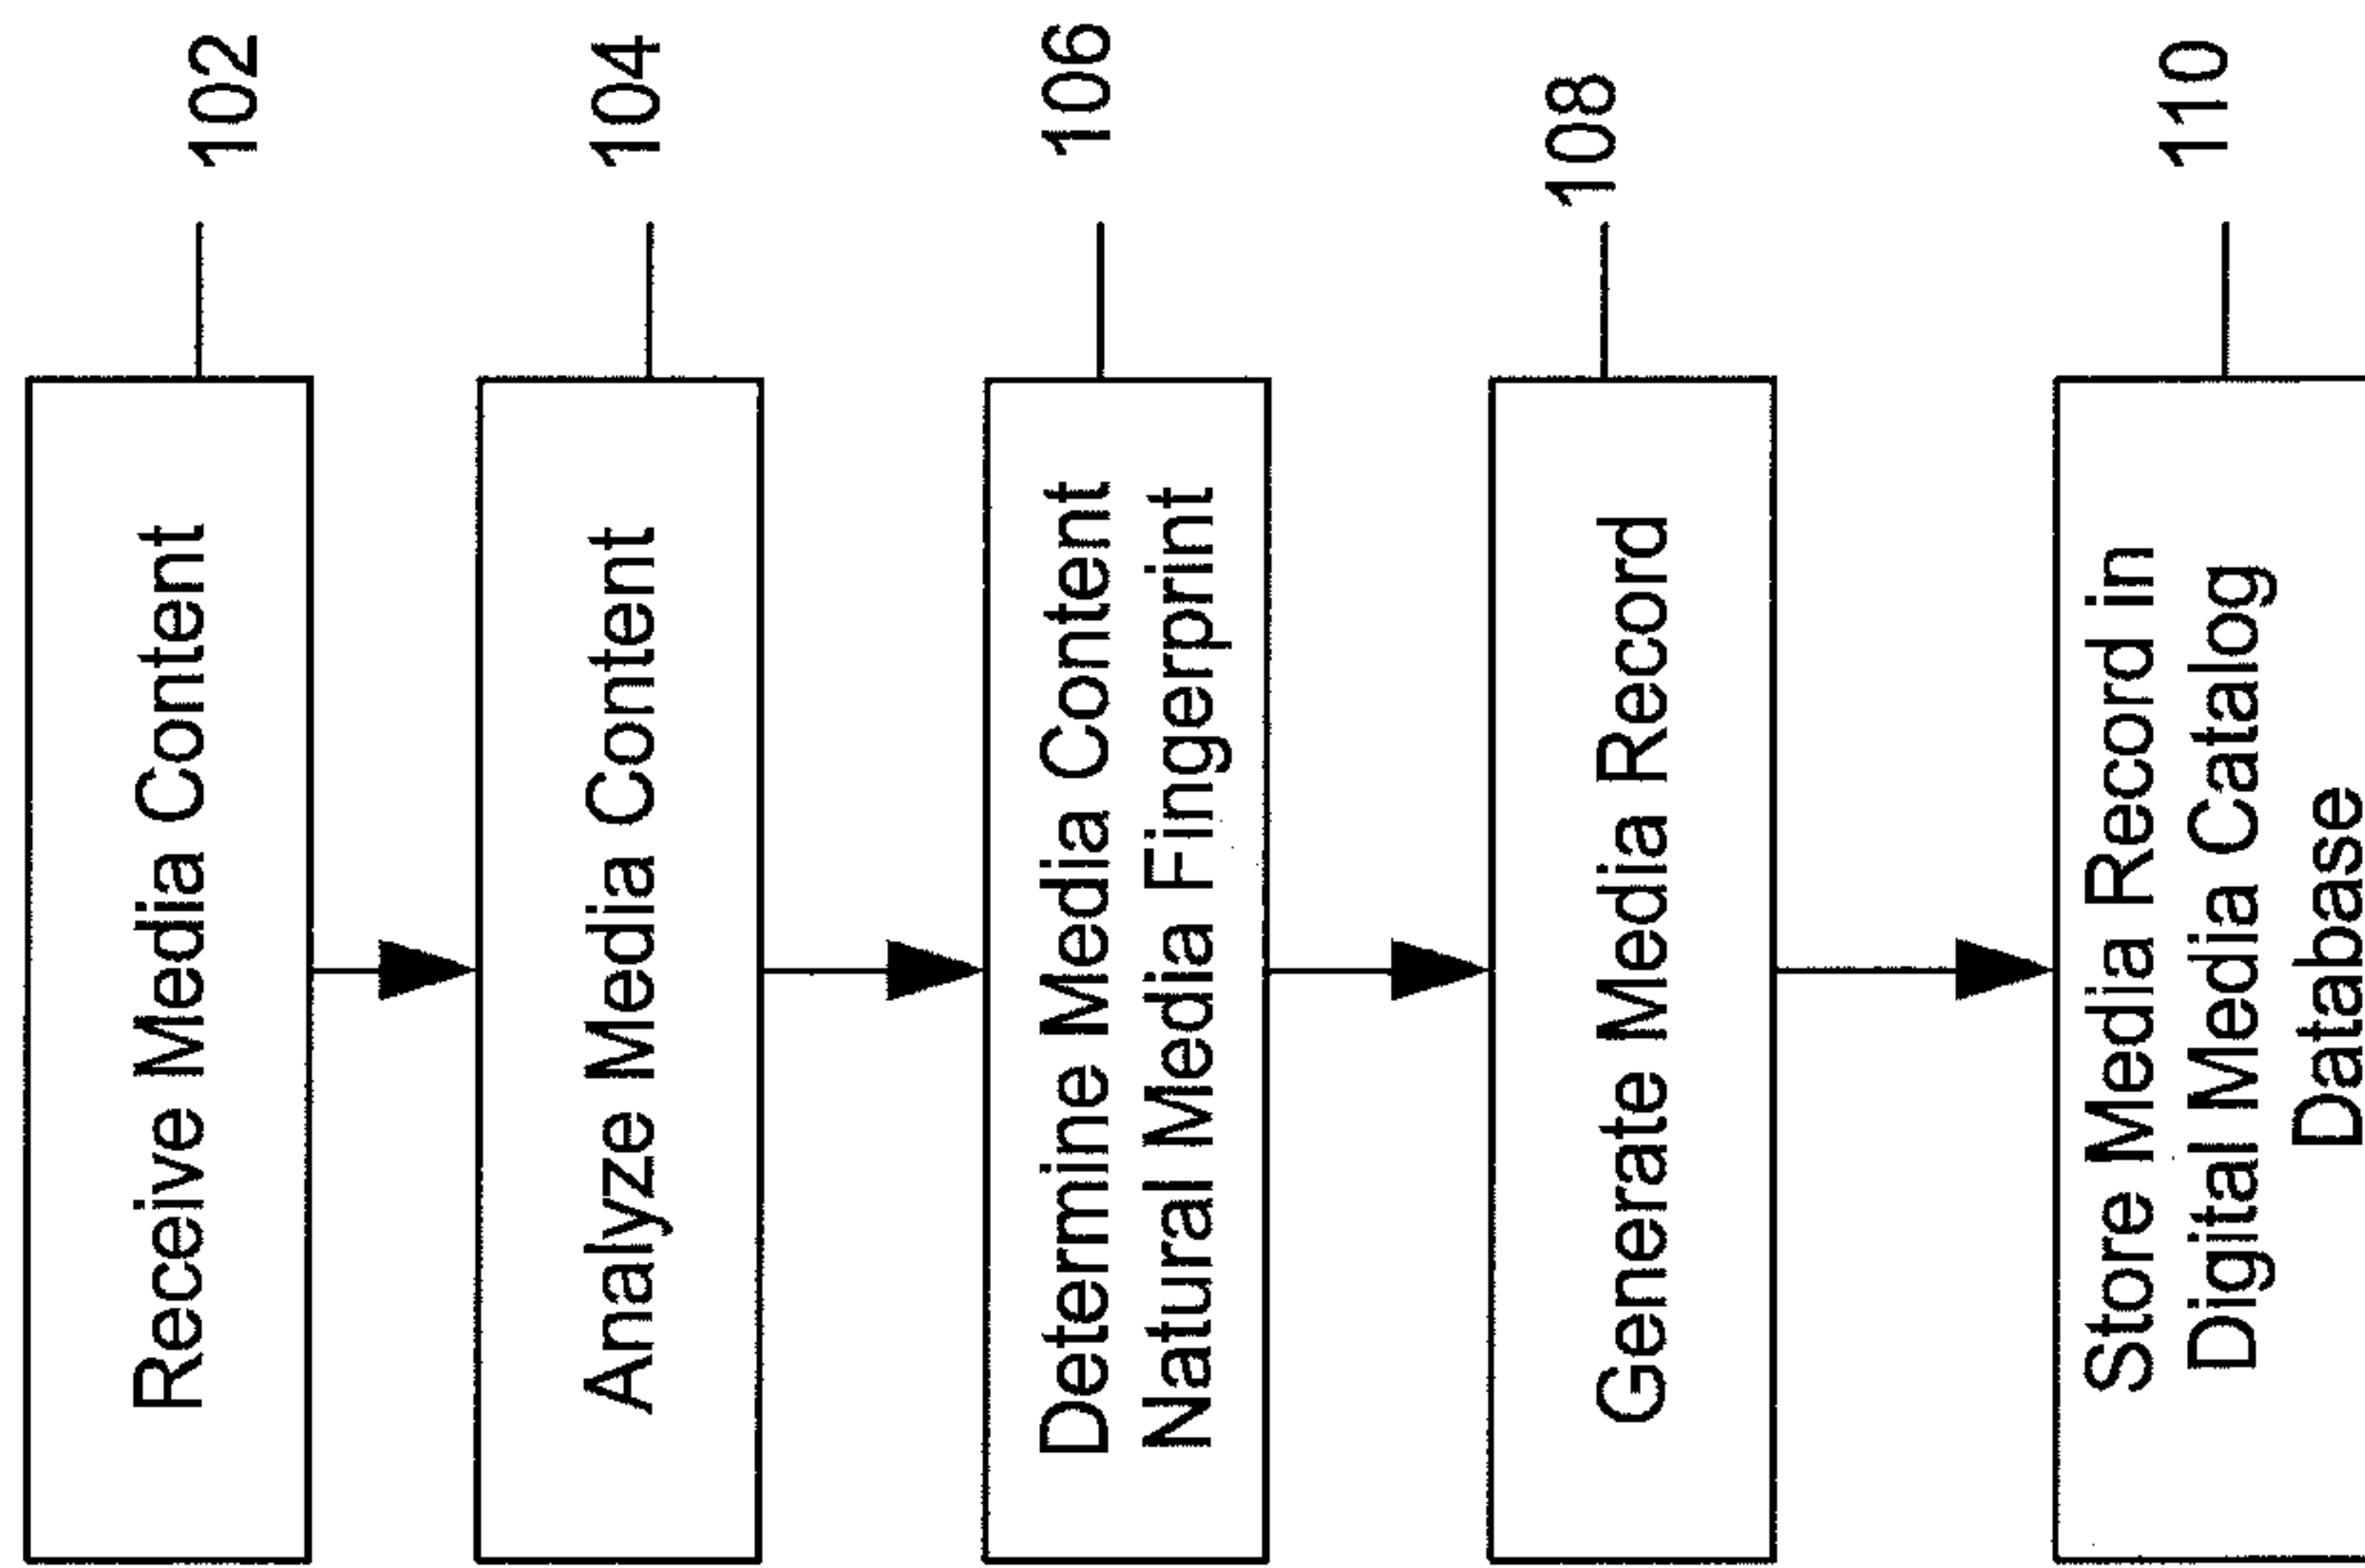 Receive Media Content
102
Analyze Media Content
104
Determine Media Content
Natural Media Fingerprint
106
Generate Media Record
108
Store Media Record in
Digital Media Catalog
Database
110